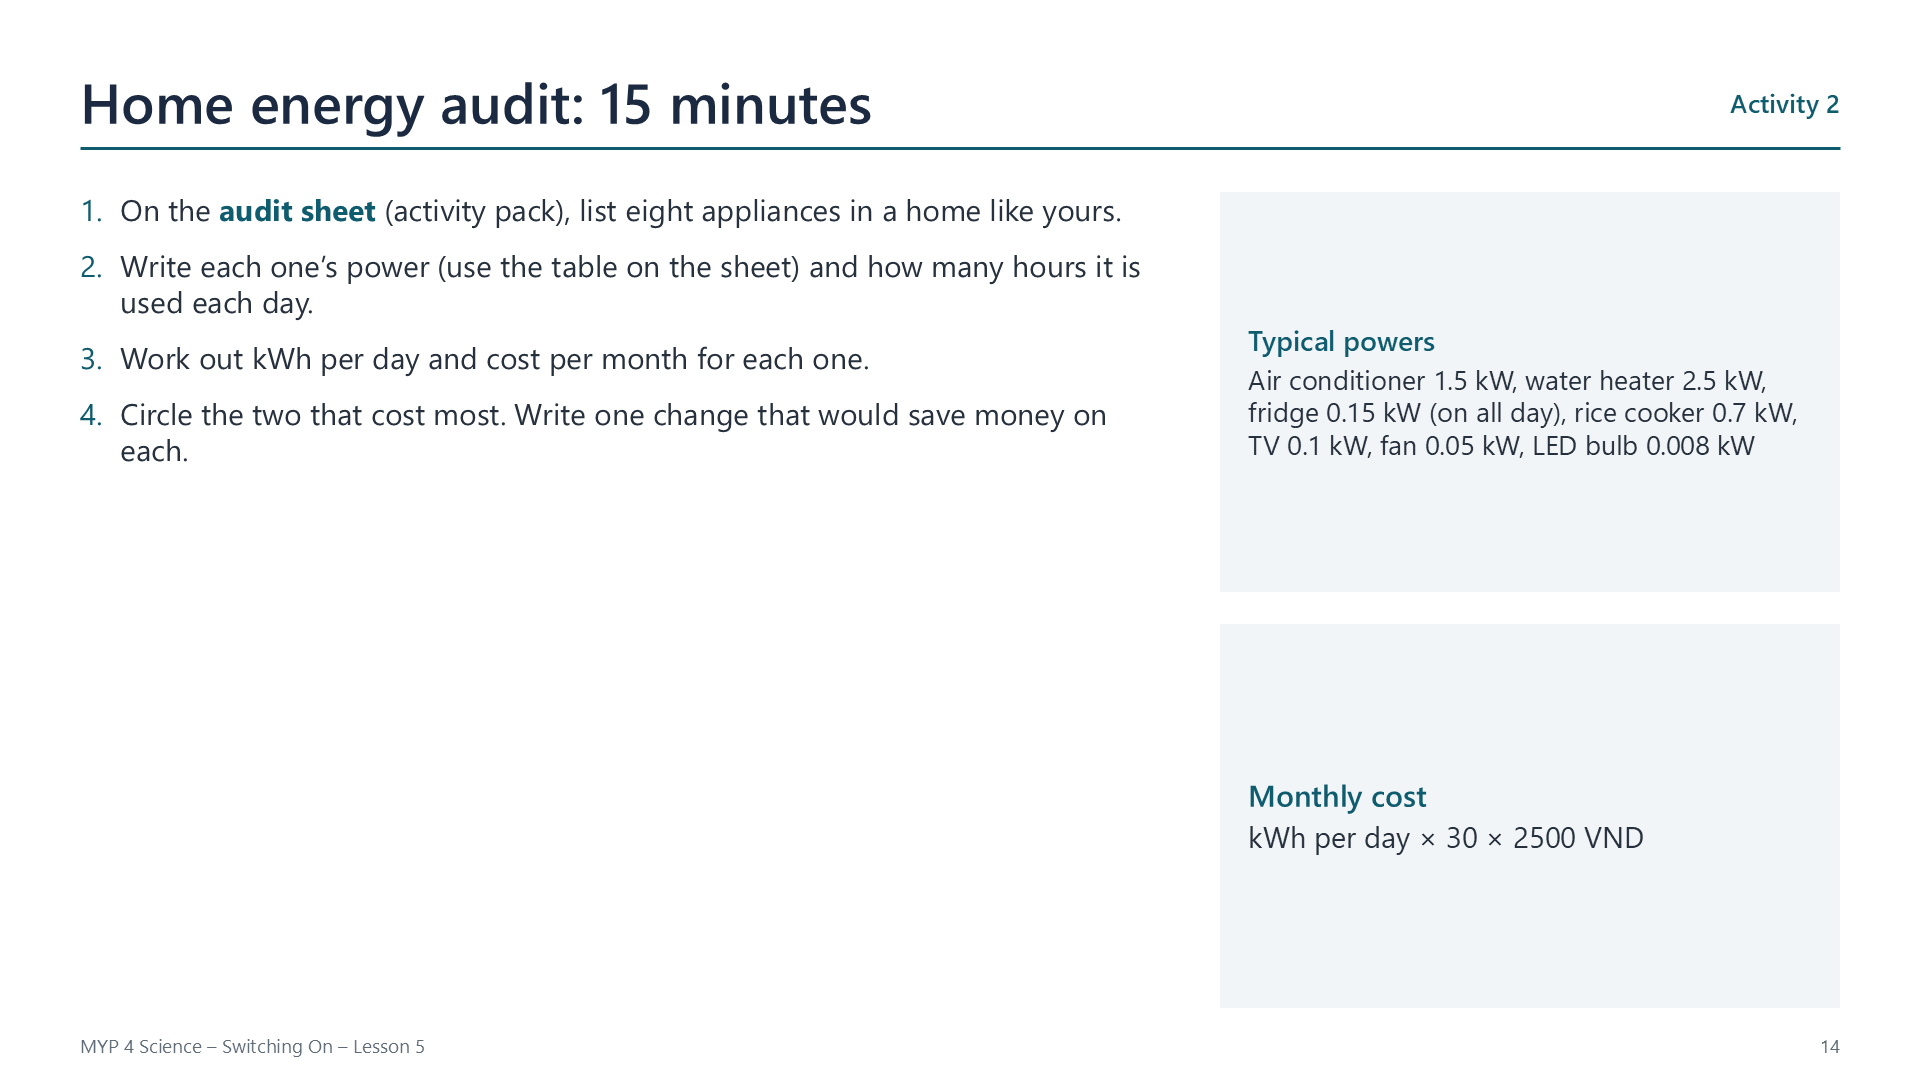 Home energy audit: 15 minutes
Activity 2
1. On the audit sheet (activity pack), list eight appliances in a home like yours.
2. Write each one’s power (use the table on the sheet) and how many hours it is
used each day.
3. Work out kWh per day and cost per month for each one.
4. Circle the two that cost most. Write one change that would save money on
each.
Typical powers
Air conditioner 1.5 kW, water heater 2.5 kW,
fridge 0.15 kW (on all day), rice cooker 0.7 kW,
TV 0.1 kW, fan 0.05 kW, LED bulb 0.008 kW
Monthly cost
kWh per day × 30 × 2500 VND
MYP 4 Science – Switching On – Lesson 5
14